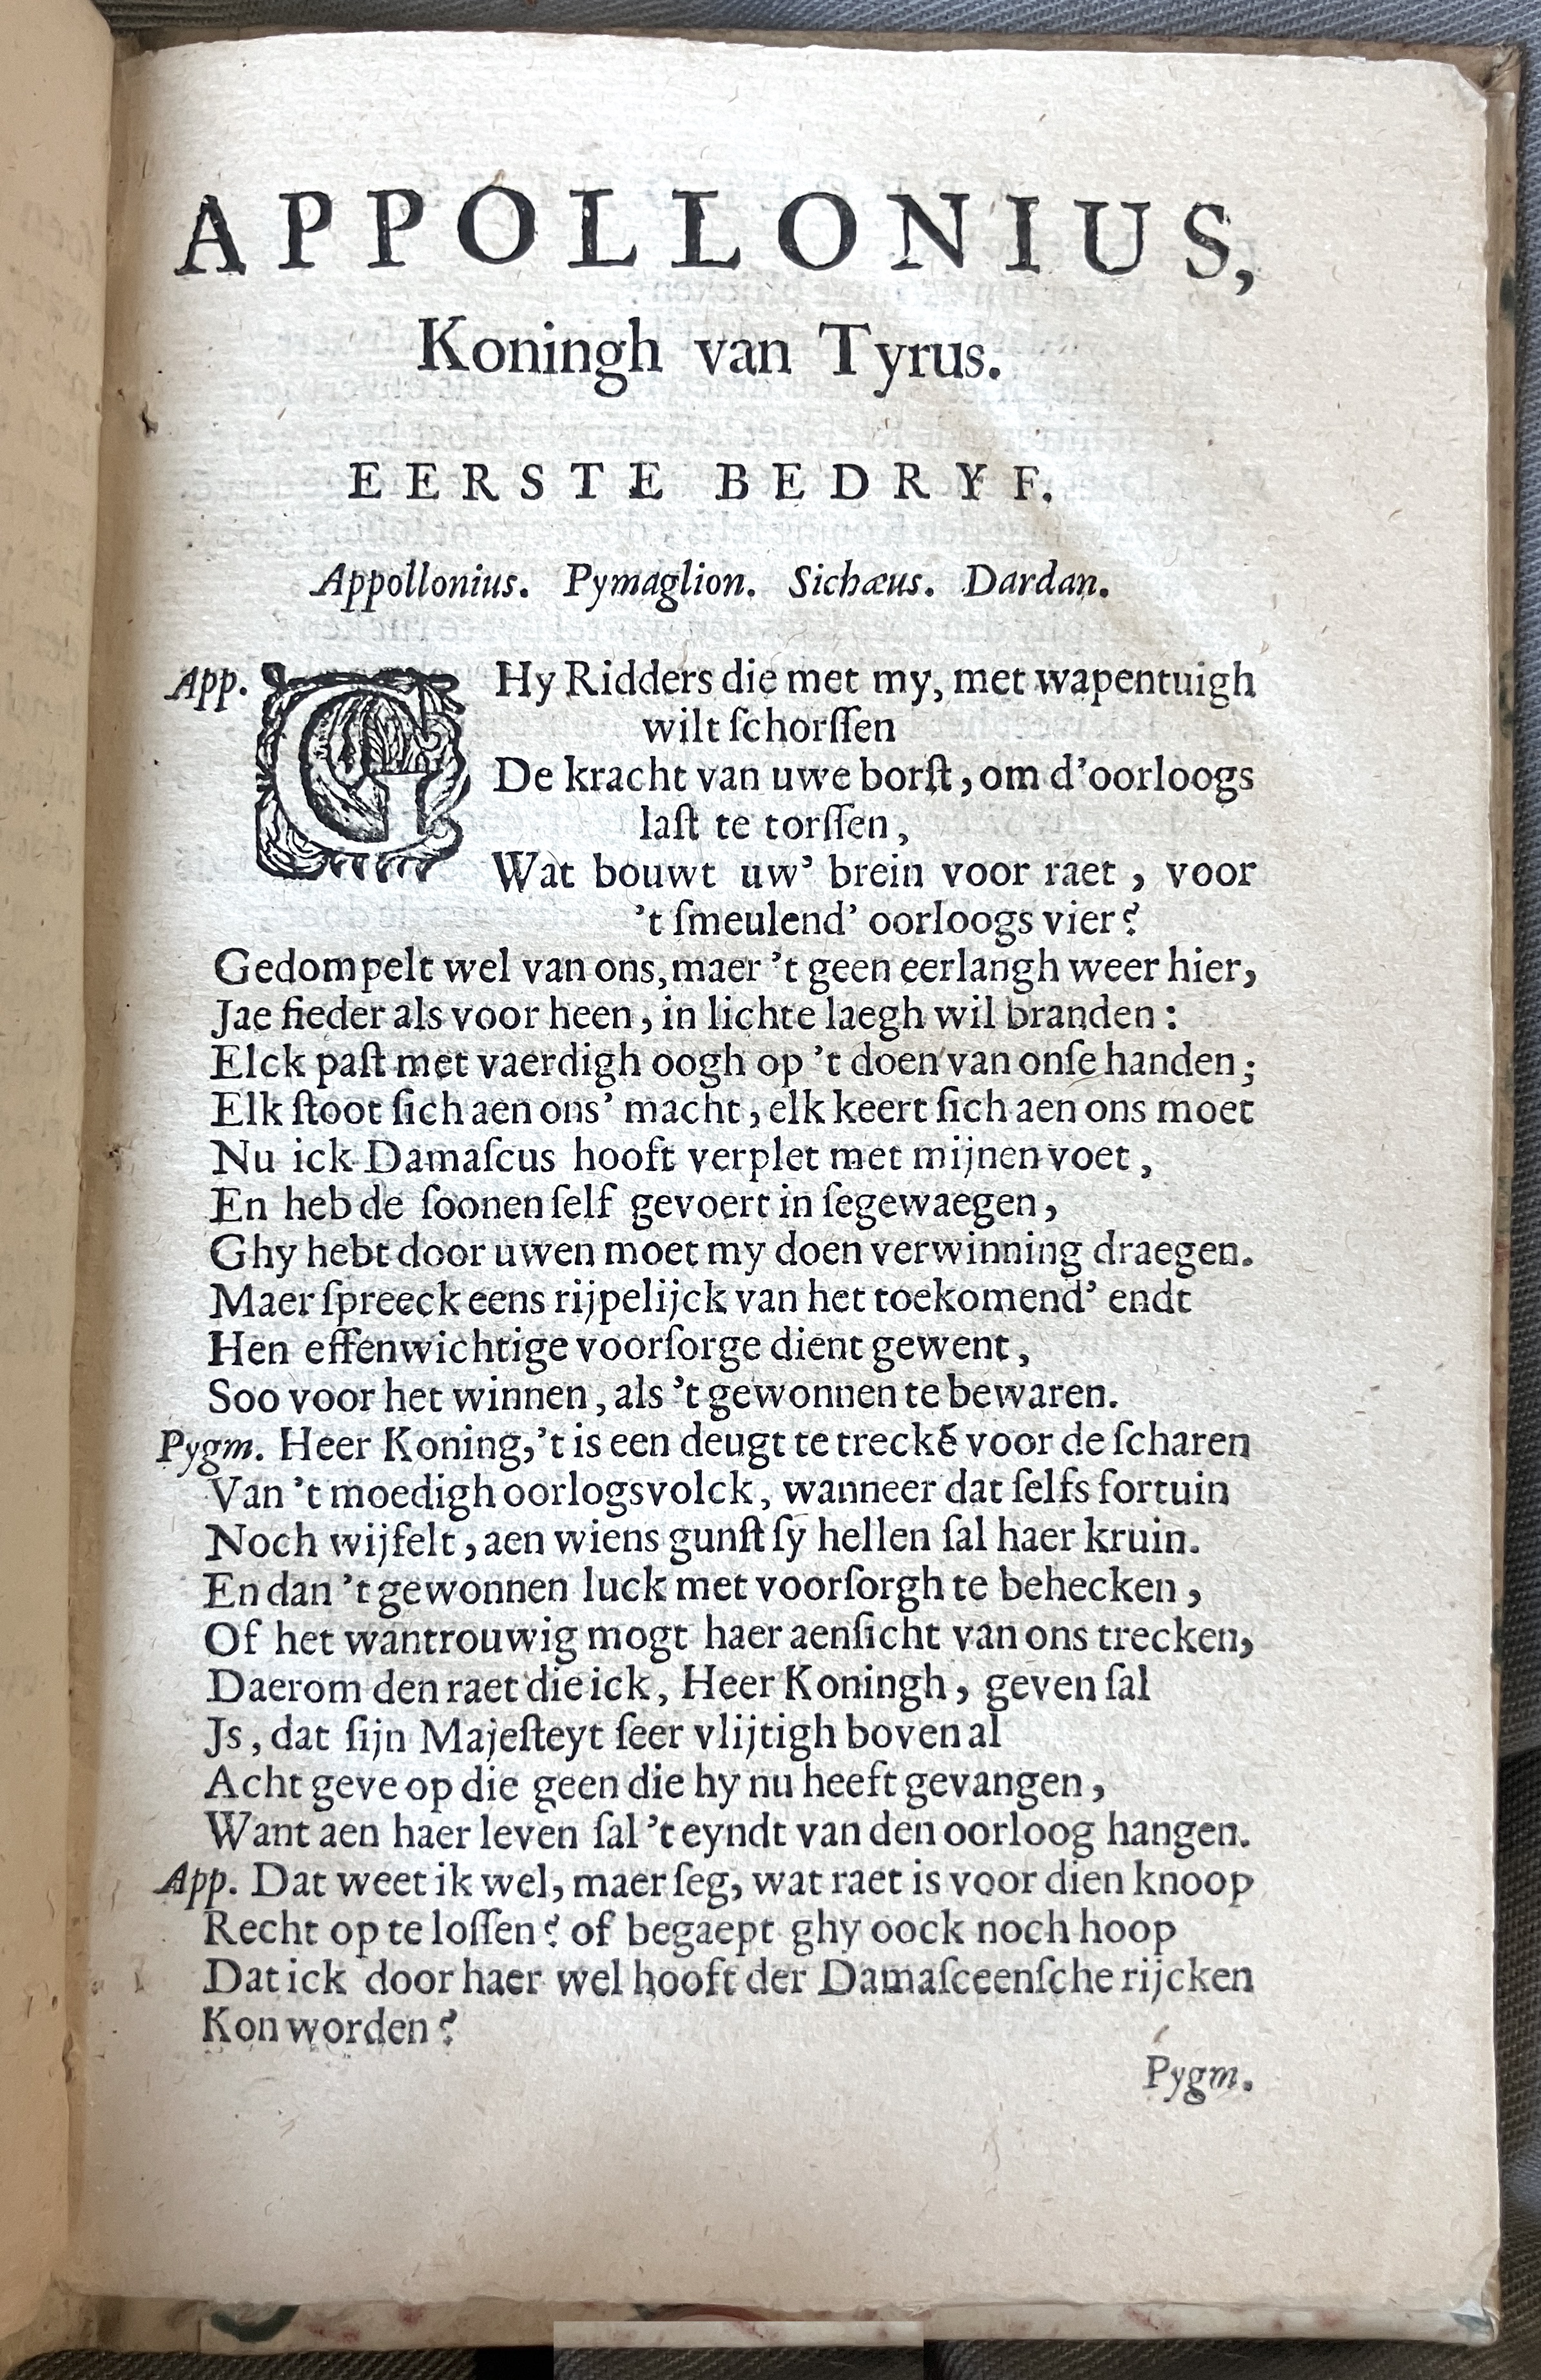 APPOLLONIUS,
Koningh van Tyrus.
EERSTE BEDRYF.
Appollonius. Pymaglion. Sichæus. Dardan.
App. GHy Ridders die met my, met wapentuigh
wilt ſchorſſen
De kracht van uwe borſt, om d'oorloogs
laſt te torſſen,
Wat bouwt uw' brein voor raet, voor
't ſmeulend' oorloogs vier?
Gedompelt wel van ons, maer 't geen eerlangh weer hier,
Jae fieder als voor heen, in lichte laegh wil branden:
Elck paſt met vaerdigh oogh op 't doen van onſe handen;
Elk ſtoot ſich aen ons' macht, elk keert ſich aen ons moet
Nu ick Damaſcus hooft verplet met mijnen voet,
En heb de ſoonen ſelf gevoert in ſegewaegen,
Ghy hebt door uwen moet my doen verwinning draegen.
Maer ſpreeck eens rijpelijck van het toekomend' endt
Hen effenwichtige voorſorge dient gewent,
Soo voor het winnen, als 't gewonnen te bewaren.
Pygm. Heer Koning, 't is een deugt te treckẽ voor de ſcharen
Van 't moedigh oorlogsvolck, wanneer dat ſelfs fortuin
Noch wijfelt, aen wiens gunſt ſy hellen ſal haer kruin.
En dan 't gewonnen luck met voorſorgh te behecken,
Of het wantrouwig mogt haer aenſicht van ons trecken,
Daerom den raet die ick, Heer Koningh, geven ſal
Js, dat ſijn Majeſteyt ſeer vlijtigh boven al
Acht geve op die geen die hy nu heeft gevangen,
Want aen haer leven ſal 't eyndt van den oorloog hangen.
App. Dat weet ik wel, maer ſeg, wat raet is voor dien knoop
Recht op te loſſen? of begaept ghy oock noch hoop
Dat ick door haer wel hooft der Damaſceenſche rijcken
Kon worden?
Pygm.